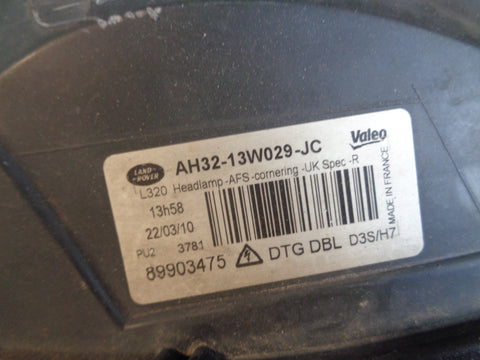 LAND-
ROVER
AH32-13W029-JC
Valeo
L320 Headlamp -AFS -cornering -UK Spec -R
13h58
22/03/10
PU2 3781
MADE IN FRANCE
89903475 DTG DBL D3S/H7